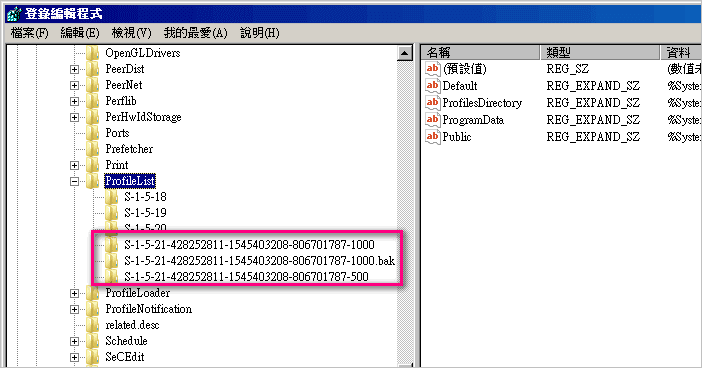 登錄編輯程式
檔案(F) 編輯(E) 檢視(V) 我的最愛(A) 說明(H)
OpenGLDrivers
PeerDist
PeerNet
Perflib
PerHwIdStorage
Ports
Prefetcher
Print
ProfileList
S-1-5-18
S-1-5-19
S-1-5-20
S-1-5-21-428252811-1545403208-806701787-1000
S-1-5-21-428252811-1545403208-806701787-1000.bak
S-1-5-21-428252811-1545403208-806701787-500
ProfileLoader
ProfileNotification
related.desc
Schedule
SeCEdit
名稱 類型 資料
(預設值) REG_SZ (數值未
Default REG_EXPAND_SZ %System
ProfilesDirectory REG_EXPAND_SZ %System
ProgramData REG_EXPAND_SZ %System
Public REG_EXPAND_SZ %System